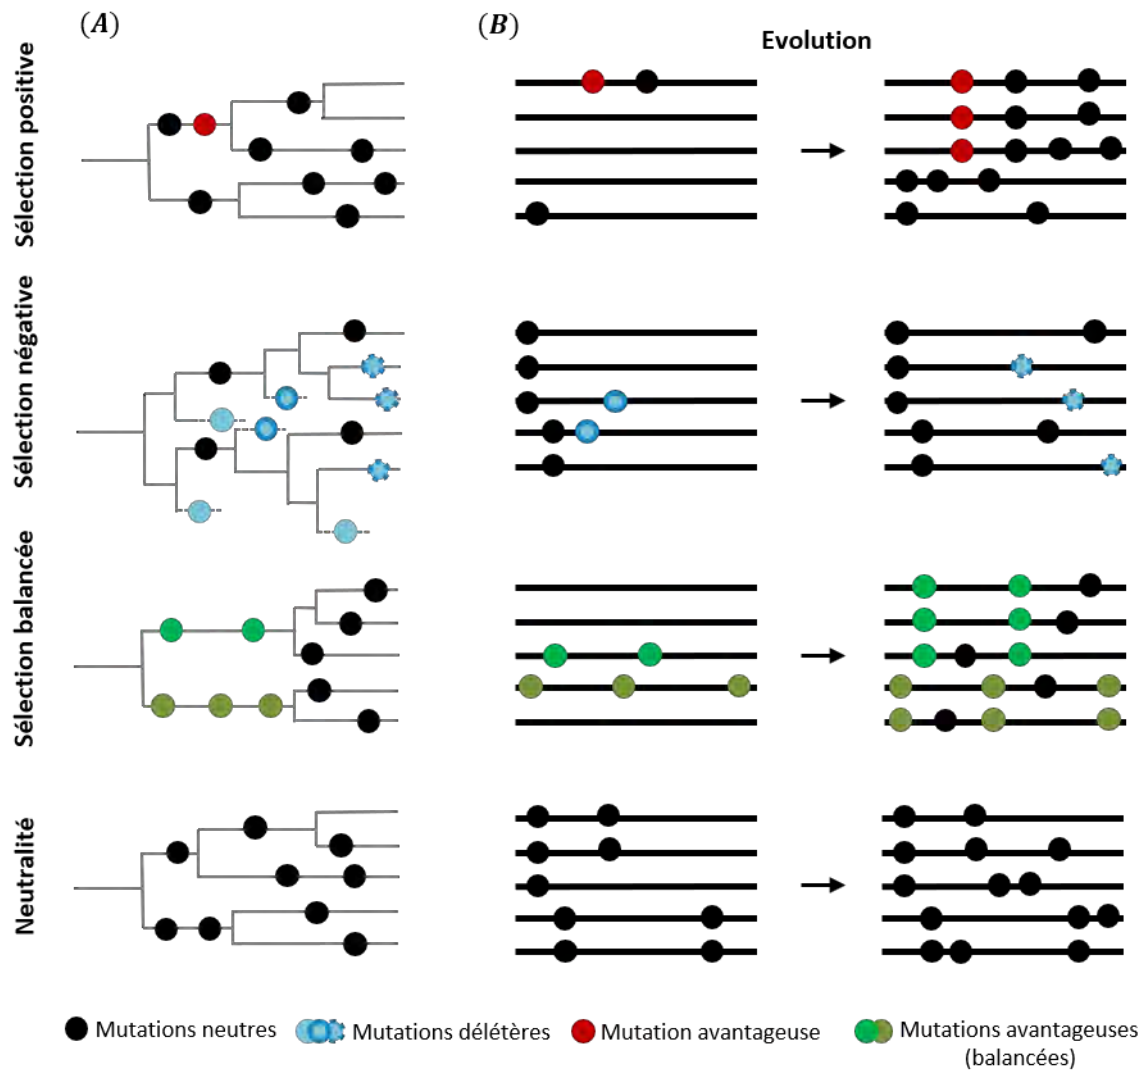 (A)
(B)
Evolution
Sélection positive
Sélection négative
Sélection balancée
Neutralité
Mutations neutres
Mutations délétères
Mutation avantageuse
Mutations avantageuses
(balancées)